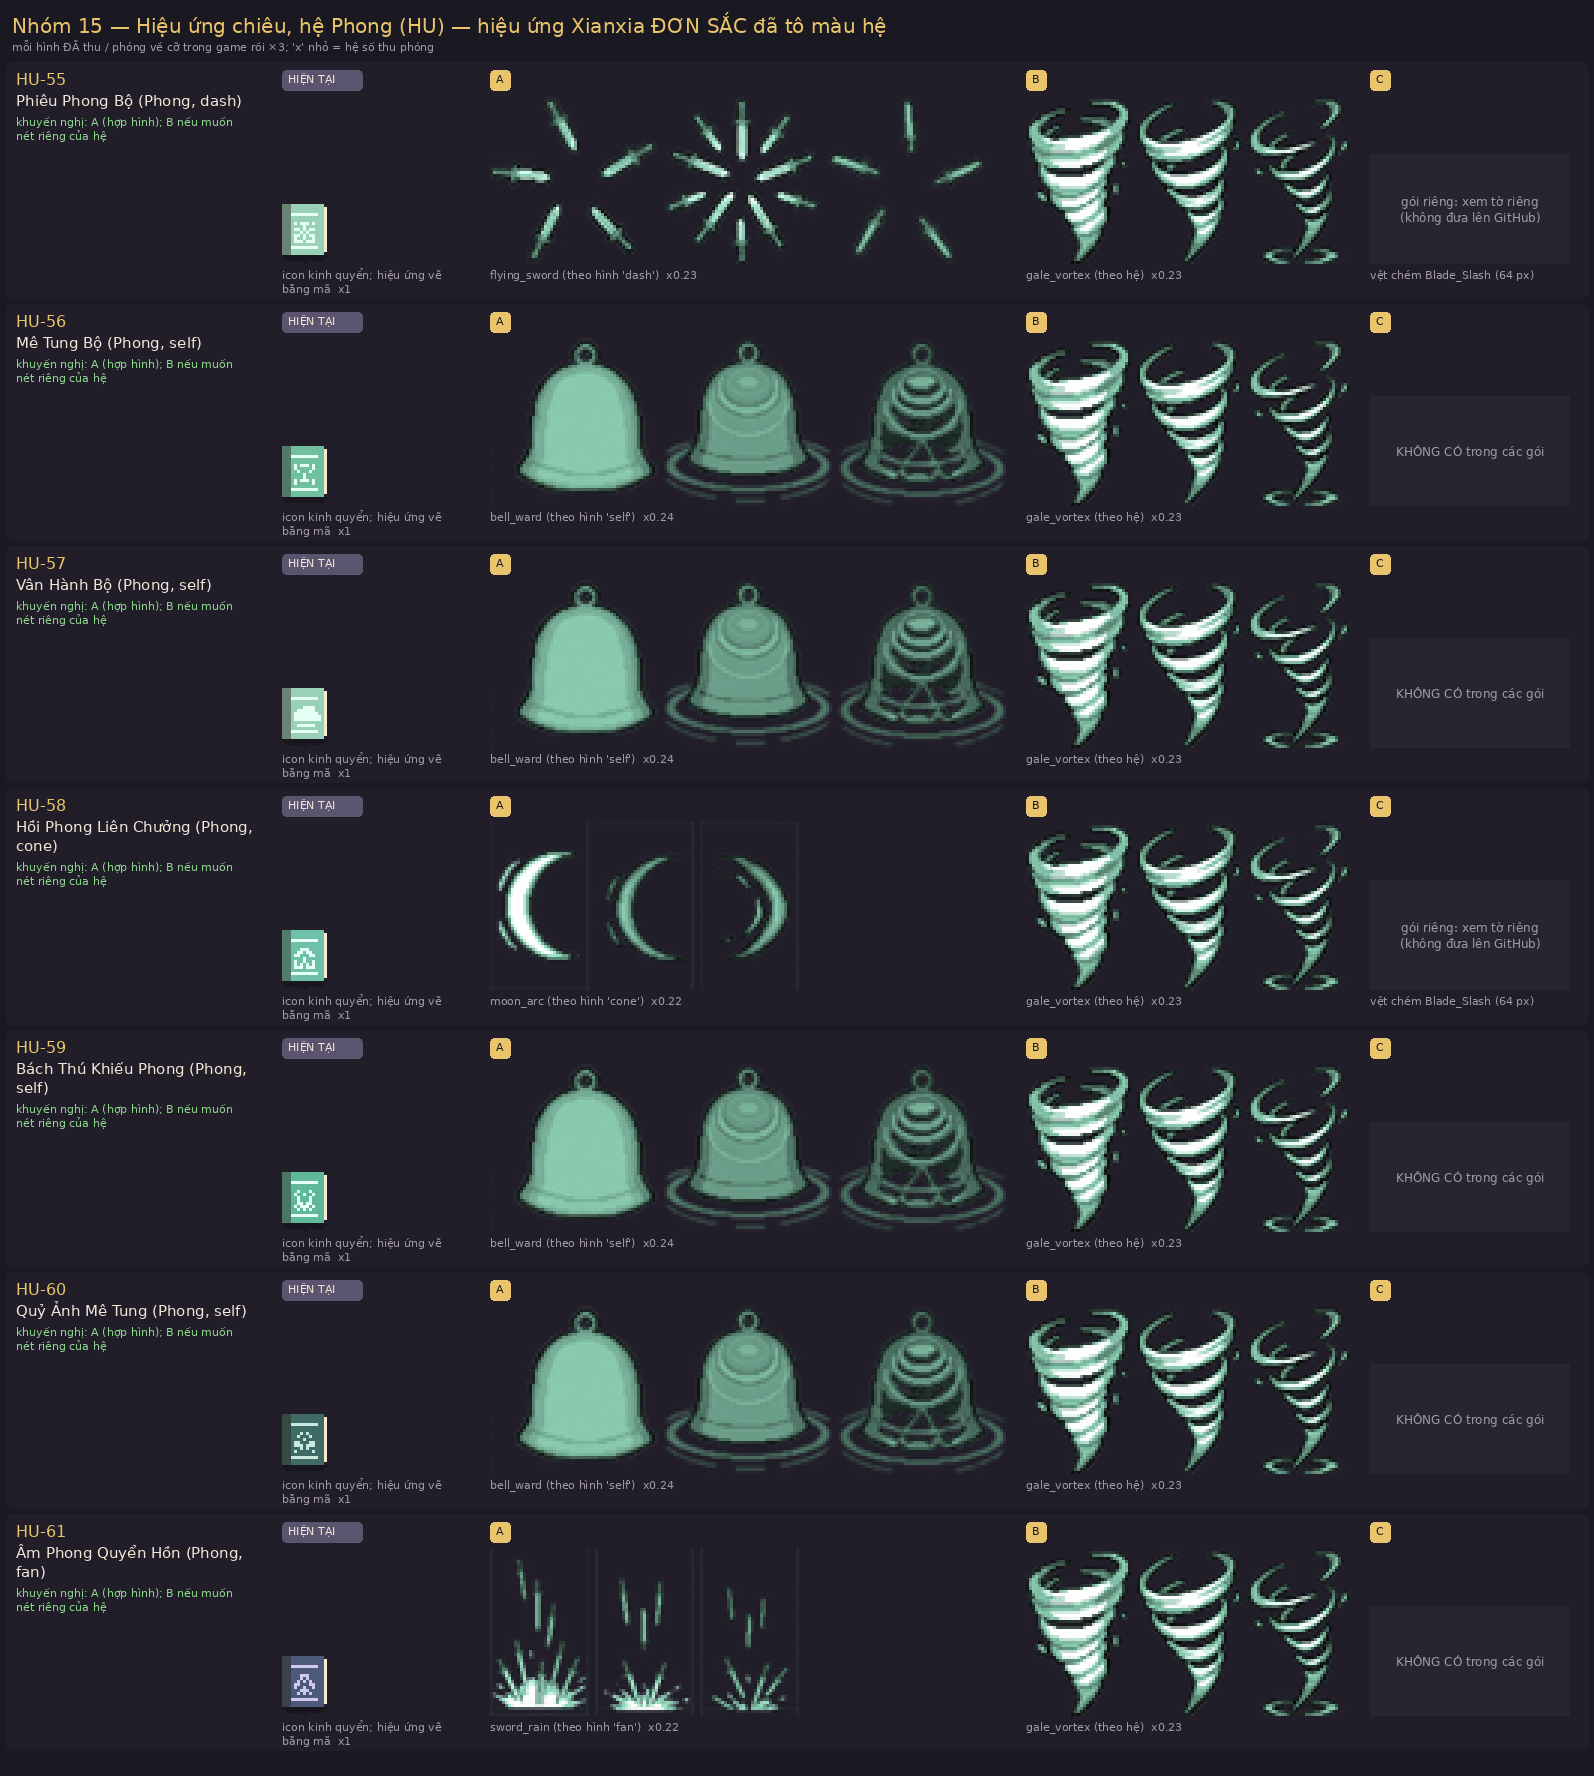 Nhóm 15 — Hiệu ứng chiêu, hệ Phong (HU) — hiệu ứng Xianxia ĐƠN SẮC đã tô màu hệ
mỗi hình ĐÃ thu / phóng về cỡ trong game rồi ×3; 'x' nhỏ = hệ số thu phóng
HU-55
Phiêu Phong Bộ (Phong, dash)
khuyến nghị: A (hợp hình); B nếu muốn
nét riêng của hệ
HIỆN TẠI
icon kinh quyển; hiệu ứng vẽ
bằng mã x1
A
flying_sword (theo hình 'dash') x0.23
B
gale_vortex (theo hệ) x0.23
C
gói riêng: xem tờ riêng
(không đưa lên GitHub)
vệt chém Blade_Slash (64 px)
HU-56
Mê Tung Bộ (Phong, self)
khuyến nghị: A (hợp hình); B nếu muốn
nét riêng của hệ
HIỆN TẠI
icon kinh quyển; hiệu ứng vẽ
bằng mã x1
A
bell_ward (theo hình 'self') x0.24
B
gale_vortex (theo hệ) x0.23
C
KHÔNG CÓ trong các gói
HU-57
Vân Hành Bộ (Phong, self)
khuyến nghị: A (hợp hình); B nếu muốn
nét riêng của hệ
HIỆN TẠI
icon kinh quyển; hiệu ứng vẽ
bằng mã x1
A
bell_ward (theo hình 'self') x0.24
B
gale_vortex (theo hệ) x0.23
C
KHÔNG CÓ trong các gói
HU-58
Hồi Phong Liên Chưởng (Phong,
cone)
khuyến nghị: A (hợp hình); B nếu muốn
nét riêng của hệ
HIỆN TẠI
icon kinh quyển; hiệu ứng vẽ
bằng mã x1
A
moon_arc (theo hình 'cone') x0.22
B
gale_vortex (theo hệ) x0.23
C
gói riêng: xem tờ riêng
(không đưa lên GitHub)
vệt chém Blade_Slash (64 px)
HU-59
Bách Thú Khiếu Phong (Phong,
self)
khuyến nghị: A (hợp hình); B nếu muốn
nét riêng của hệ
HIỆN TẠI
icon kinh quyển; hiệu ứng vẽ
bằng mã x1
A
bell_ward (theo hình 'self') x0.24
B
gale_vortex (theo hệ) x0.23
C
KHÔNG CÓ trong các gói
HU-60
Quỷ Ảnh Mê Tung (Phong, self)
khuyến nghị: A (hợp hình); B nếu muốn
nét riêng của hệ
HIỆN TẠI
icon kinh quyển; hiệu ứng vẽ
bằng mã x1
A
bell_ward (theo hình 'self') x0.24
B
gale_vortex (theo hệ) x0.23
C
KHÔNG CÓ trong các gói
HU-61
Âm Phong Quyển Hồn (Phong,
fan)
khuyến nghị: A (hợp hình); B nếu muốn
nét riêng của hệ
HIỆN TẠI
icon kinh quyển; hiệu ứng vẽ
bằng mã x1
A
sword_rain (theo hình 'fan') x0.22
B
gale_vortex (theo hệ) x0.23
C
KHÔNG CÓ trong các gói